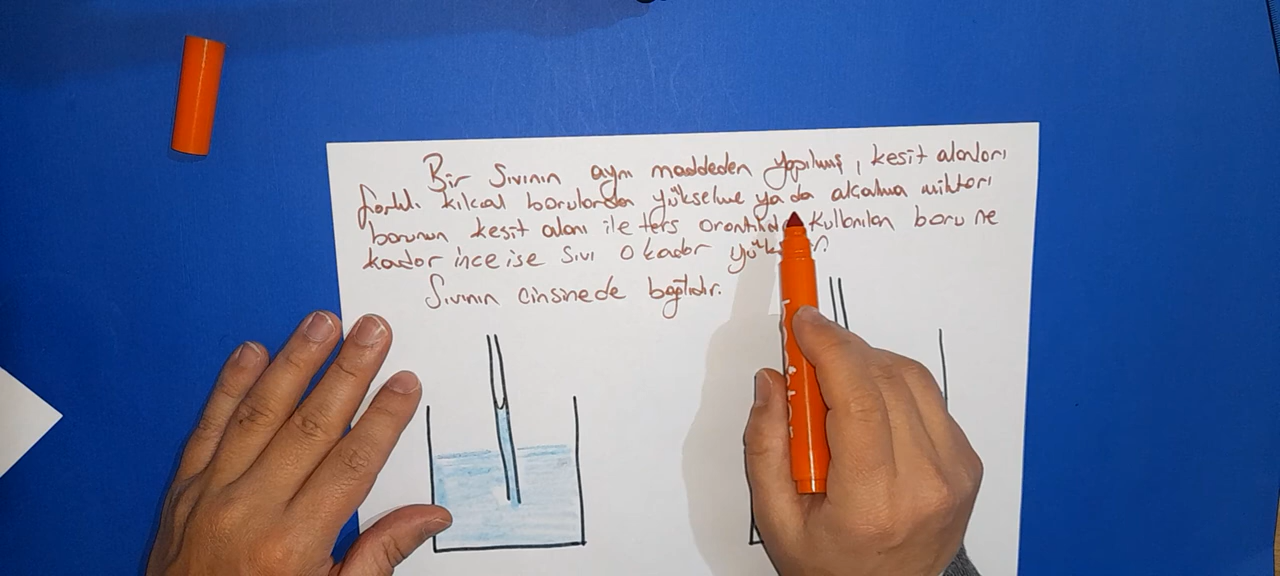 Bir sıvının aynı maddeden yapılmış, kesit alanları
farklı kılcal borulardan yükselme ya da alçalma miktarı
borunun kesit alanı ile ters orantılıdır Kullanılan boru ne
kadar ince ise sıvı o kadar
Sıvının cinsinede bağlıdır.